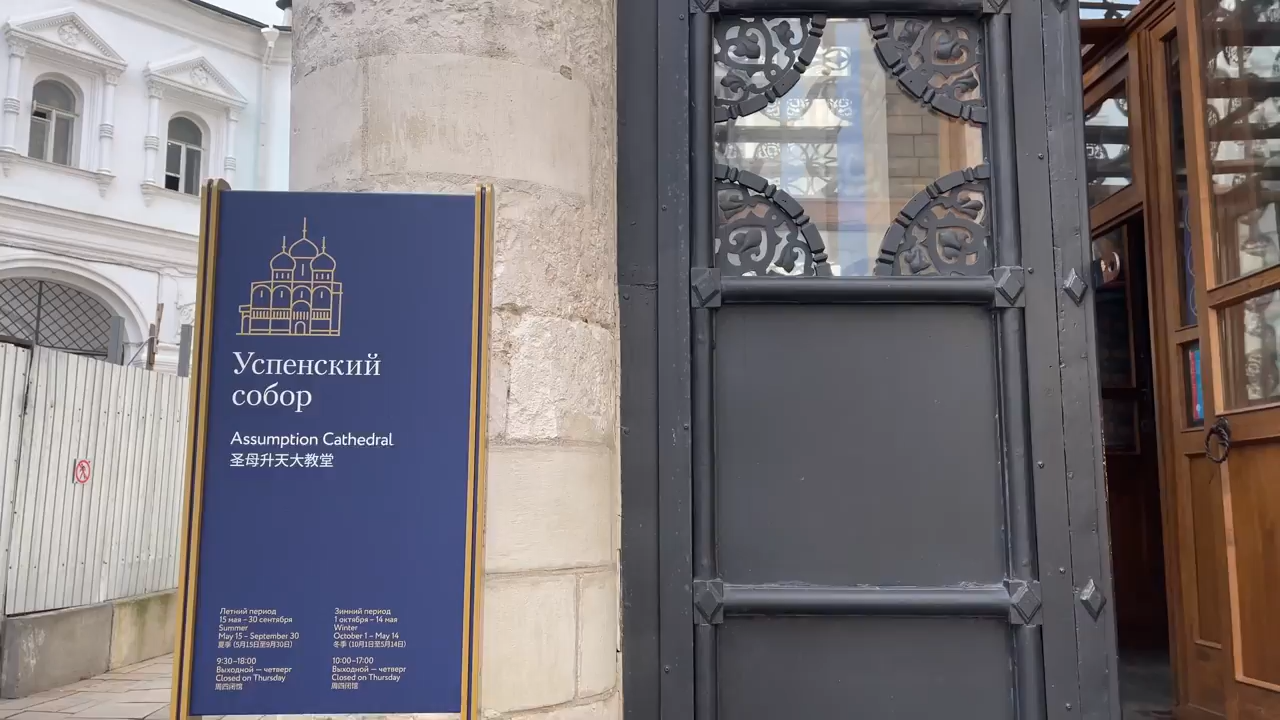 Успенский
собор
Assumption Cathedral
圣母升天大教堂
Летний период
15 мая – 30 сентября
Summer
May 15 – September 30
夏季 (5月15日至9月30日)
9:30–18:00
Выходной — четверг
Closed on Thursday
周四闭馆
Зимний период
1 октября – 14 мая
Winter
October 1 – May 14
冬季 (10月1日至5月14日)
10:00–17:00
Выходной — четверг
Closed on Thursday
周四闭馆